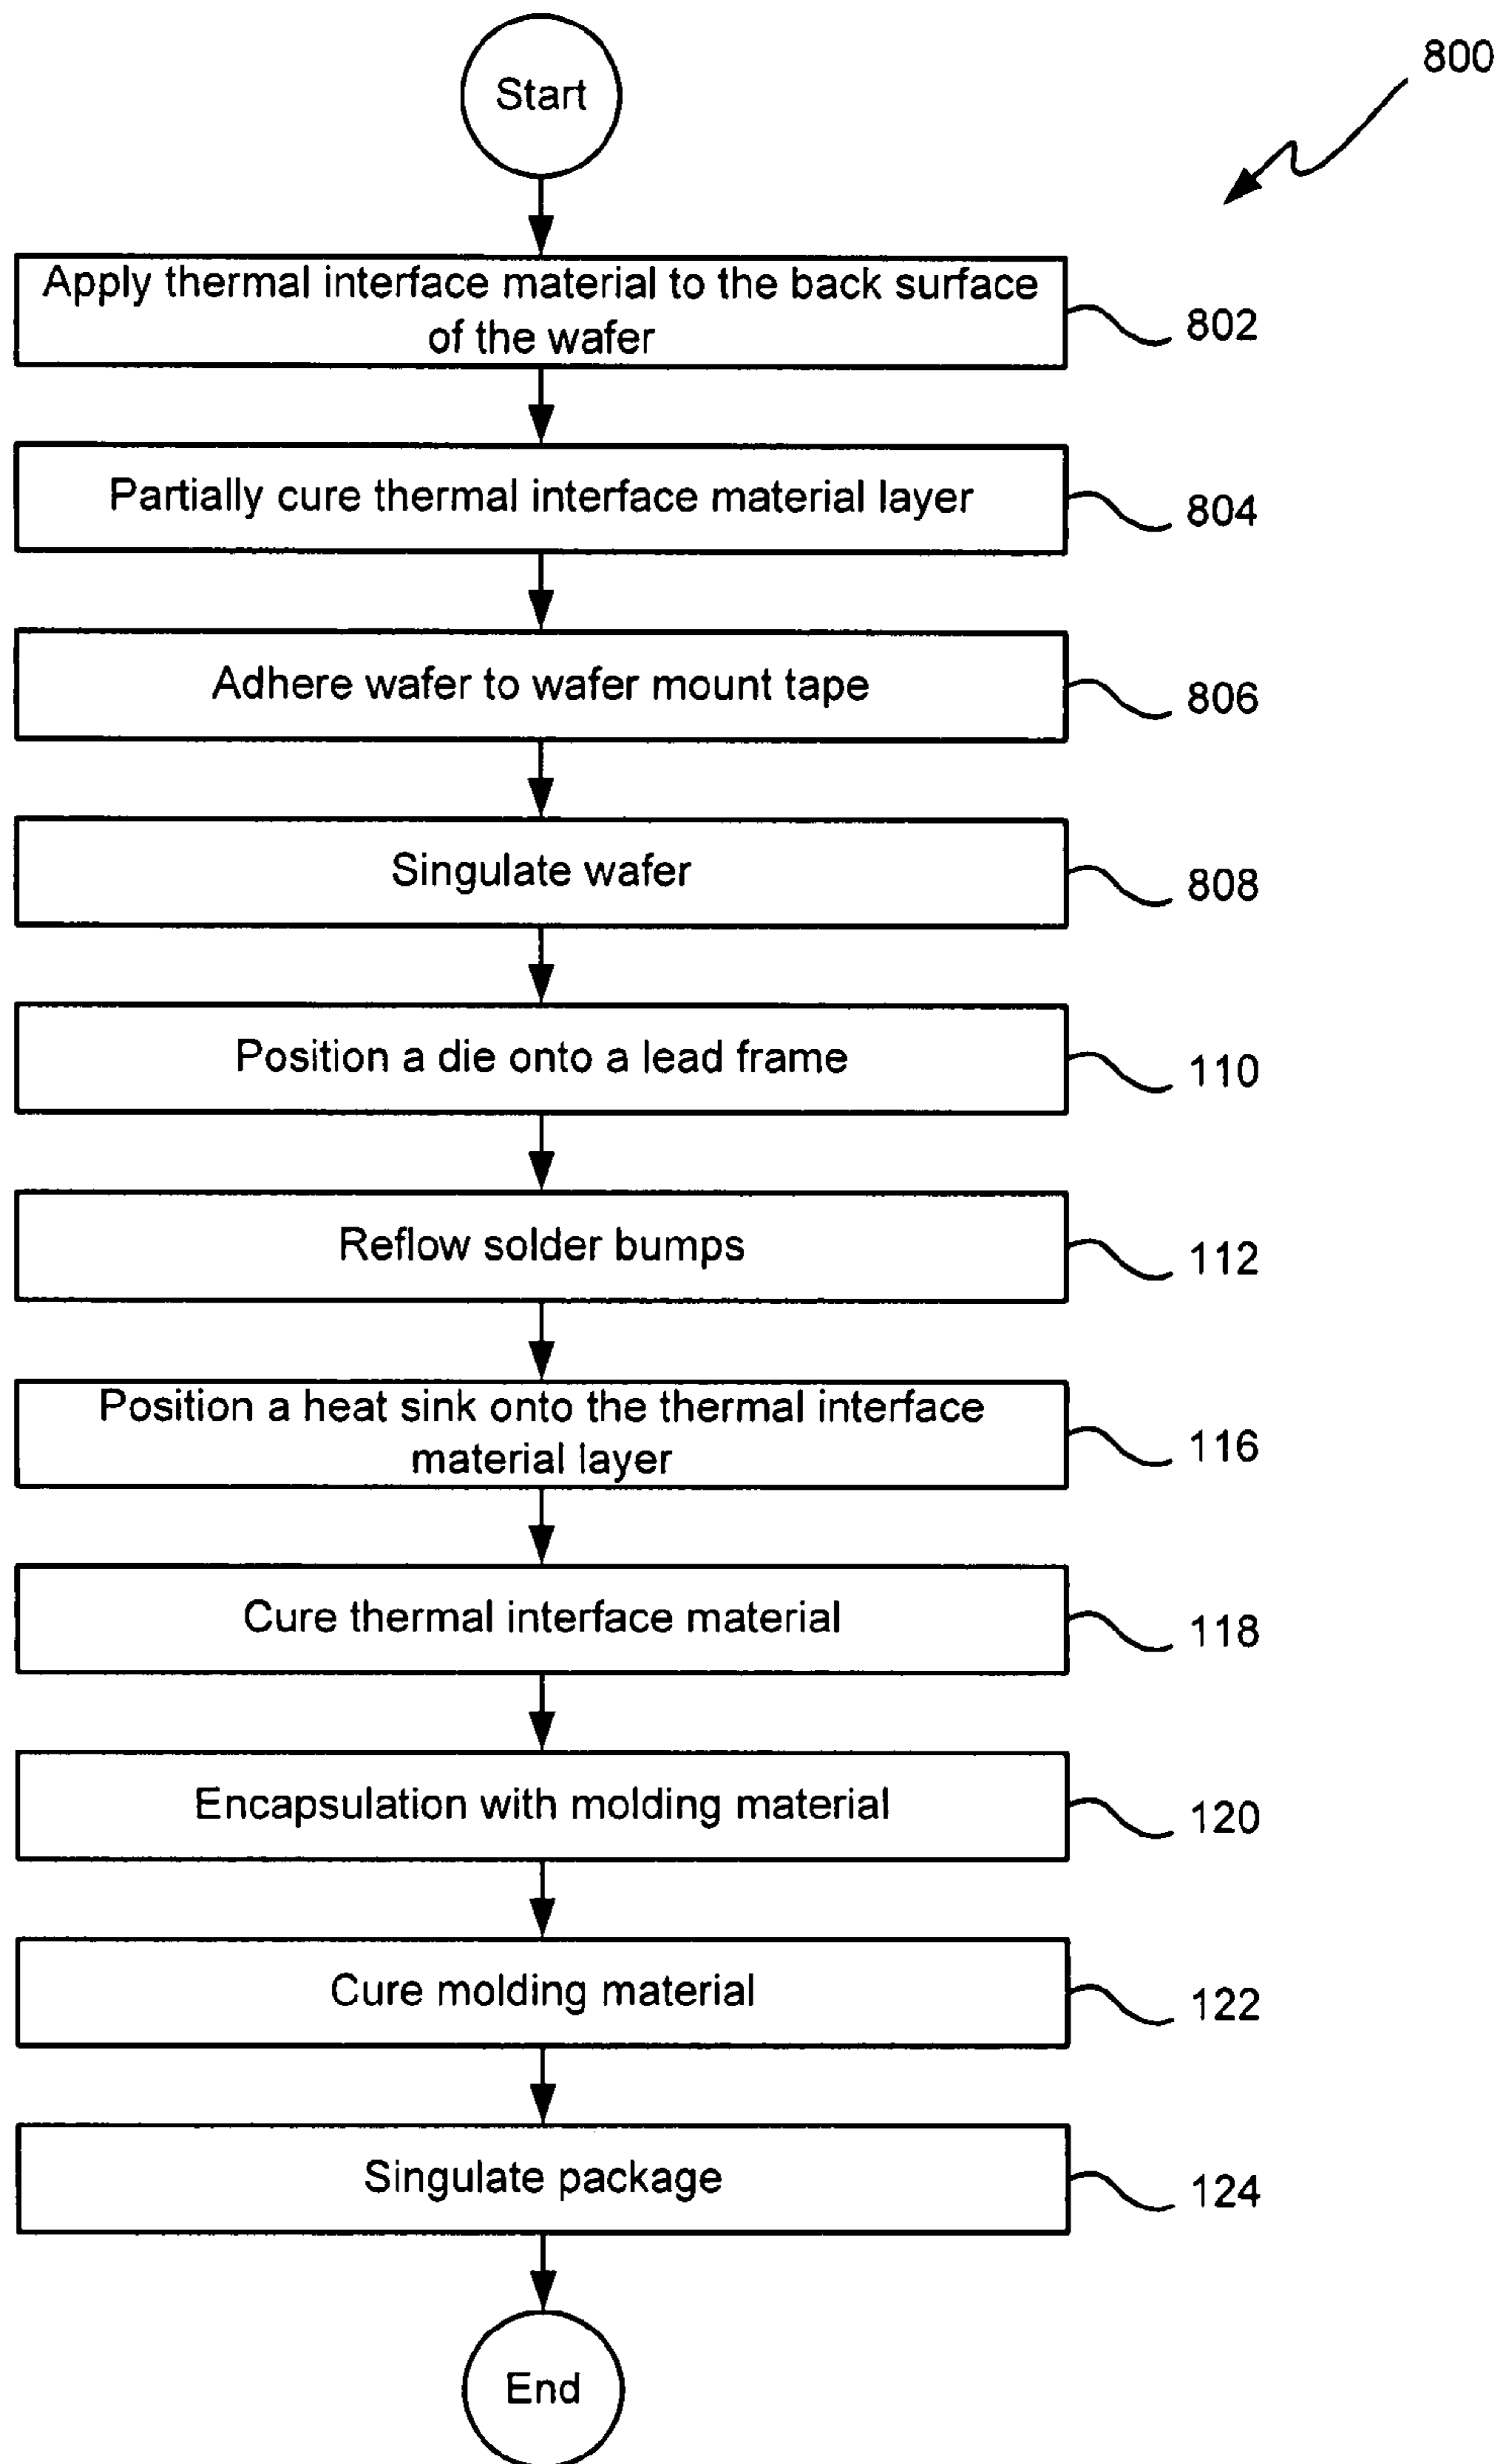 Start
800
Apply thermal interface material to the back surface
of the wafer
802
Partially cure thermal interface material layer
804
Adhere wafer to wafer mount tape
806
Singulate wafer
808
Position a die onto a lead frame
110
Reflow solder bumps
112
Position a heat sink onto the thermal interface
material layer
116
Cure thermal interface material
118
Encapsulation with molding material
120
Cure molding material
122
Singulate package
124
End